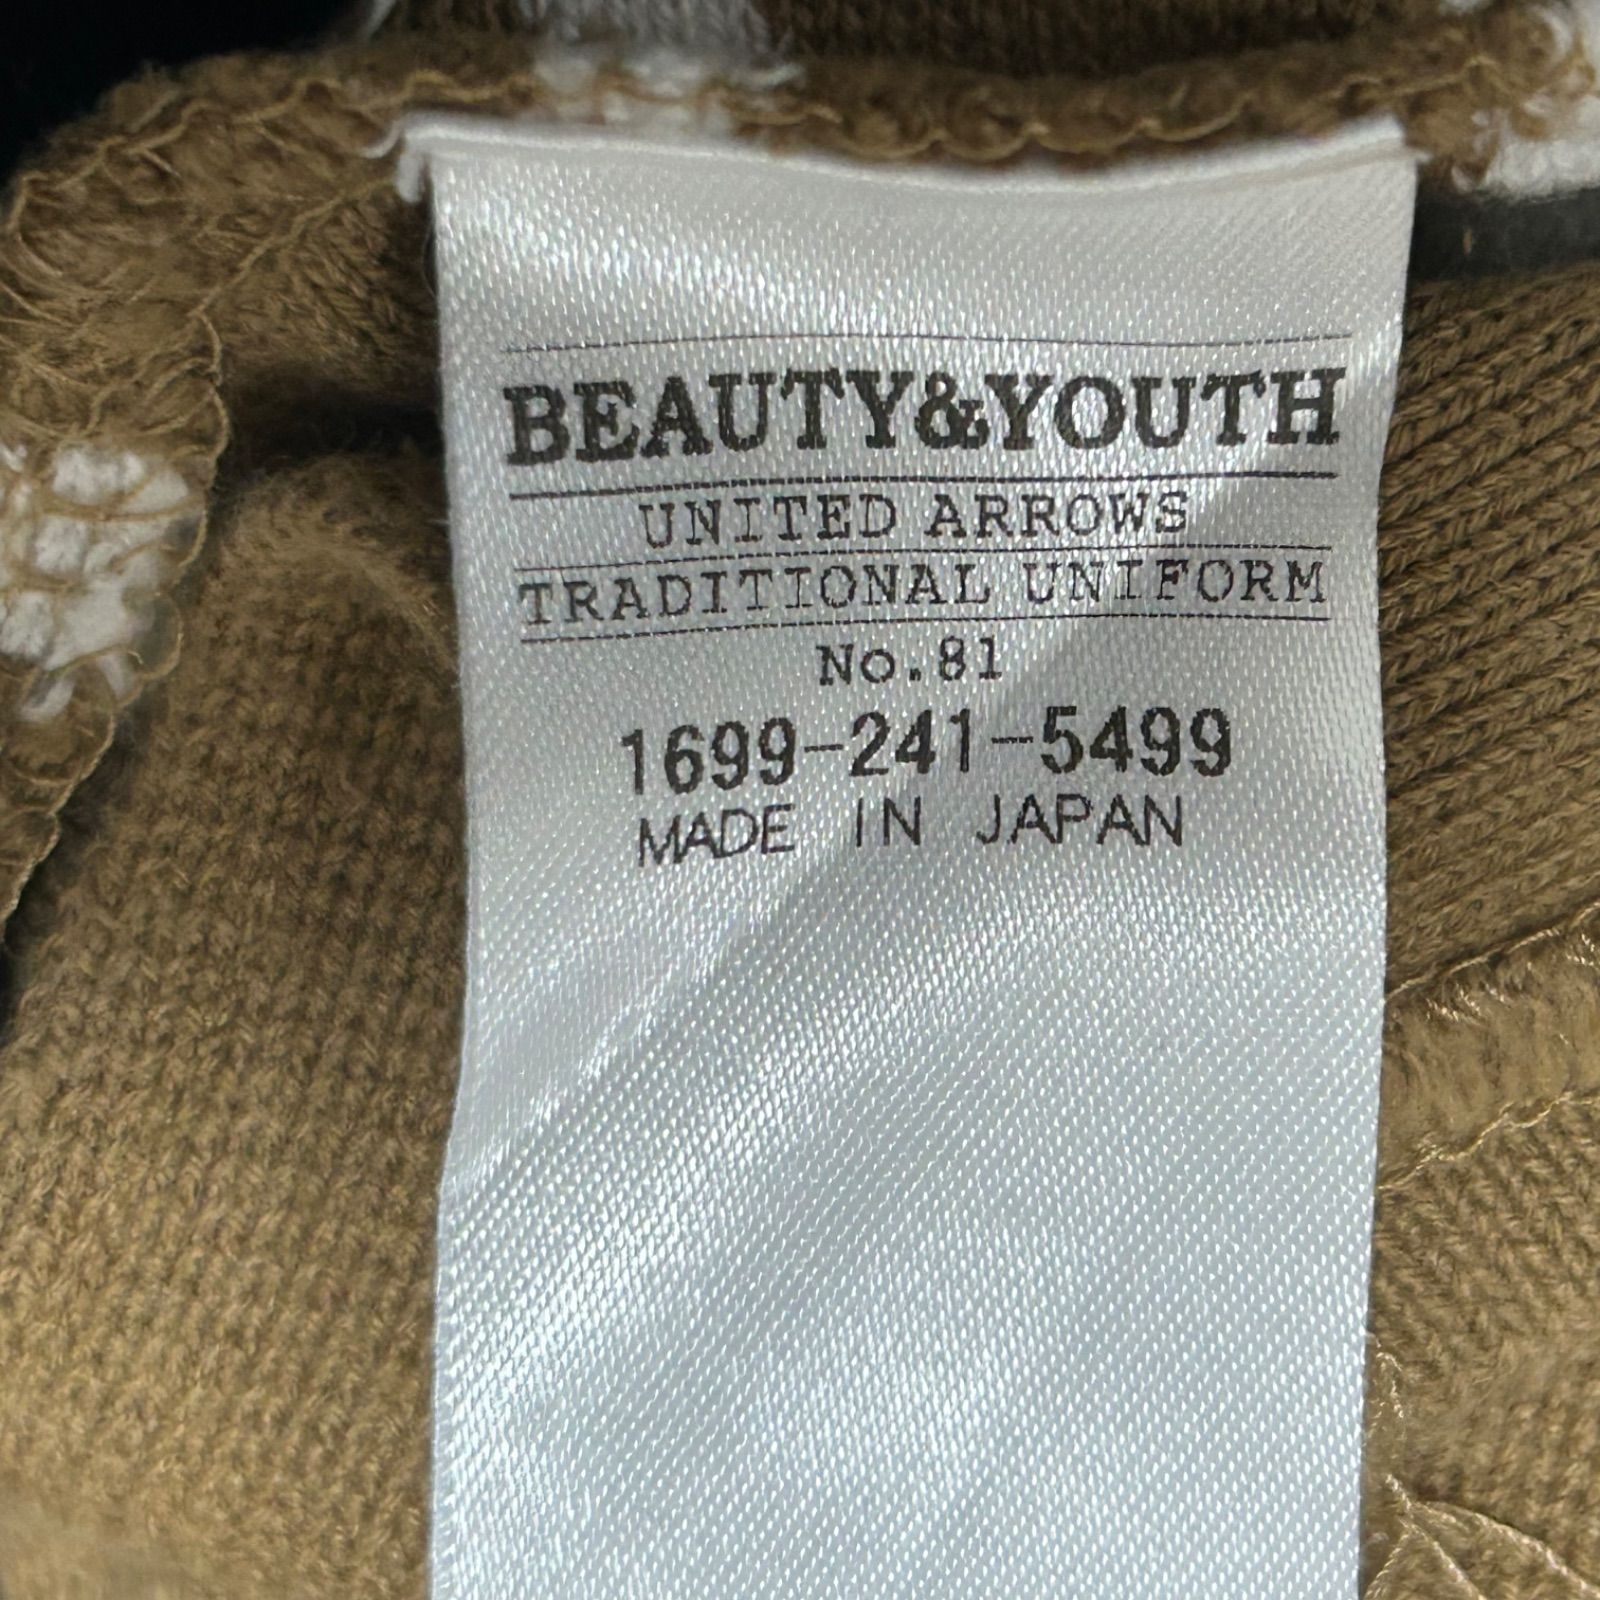 BEAUTY&YOUTH
UNITED ARROWS
TRADITIONAL UNIFORM
No.81
1699-241-5499
MADE IN JAPAN